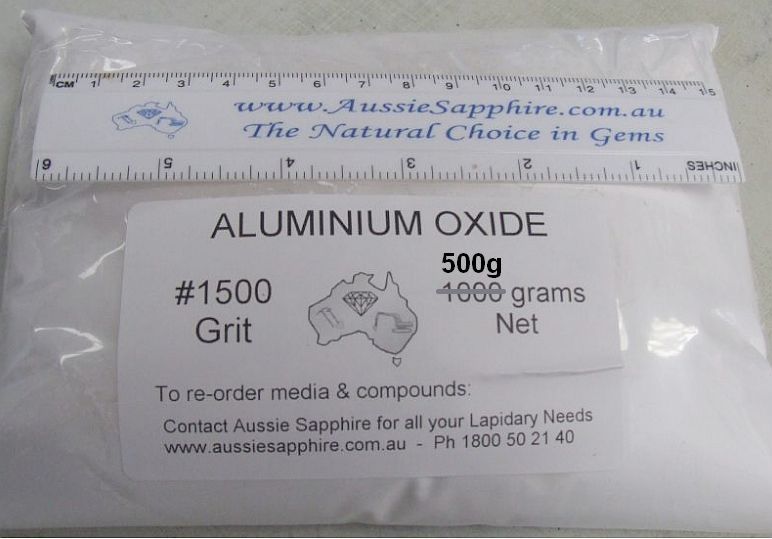 CM 1 2 3 4 5 6 7 8 9 10 11 12 13 14 15
www.AussieSapphire.com.au
The Natural Choice in Gems
6 5 4 3 2 1 INCHES
ALUMINIUM OXIDE
500g
#1500 1000 grams
Grit Net
To re-order media & compounds:
Contact Aussie Sapphire for all your Lapidary Needs
www.aussiesapphire.com.au - Ph 1800 50 21 40